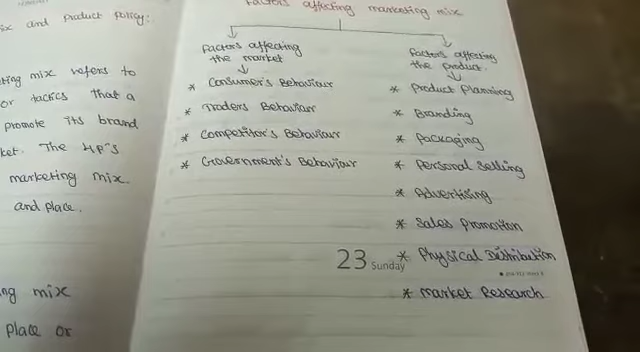 ix and Product Policy:
ting mix refers to
or tactics that a
promote its brand
ket. The 4P's
marketing mix.
and place.
ng mix
Place or
Factors affecting marketing mix
Factors affecting
the market
* Consumer's Behaviour
* Traders Behaviour
* Competitor's Behaviour
* Government's Behaviour
Factors affecting
the product.
* Product Planning
* Branding
* Packaging
* Personal Selling
* Advertising
* Sales Promotion
* Physical Distribution
* Market Research
23 Sunday